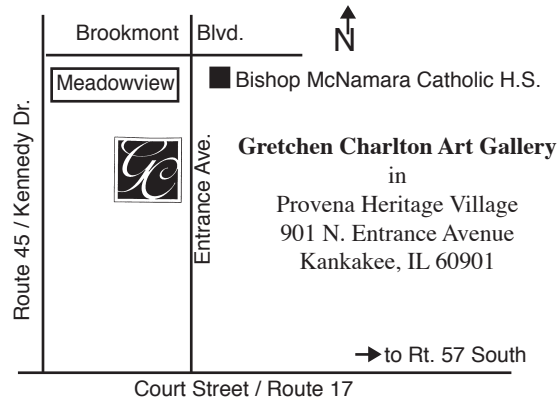 Brookmont Blvd.
N
Meadowview
Bishop McNamara Catholic H.S.
Route 45 / Kennedy Dr.
GC
Entrance Ave.
Gretchen Charlton Art Gallery
in
Provena Heritage Village
901 N. Entrance Avenue
Kankakee, IL 60901
to Rt. 57 South
Court Street / Route 17